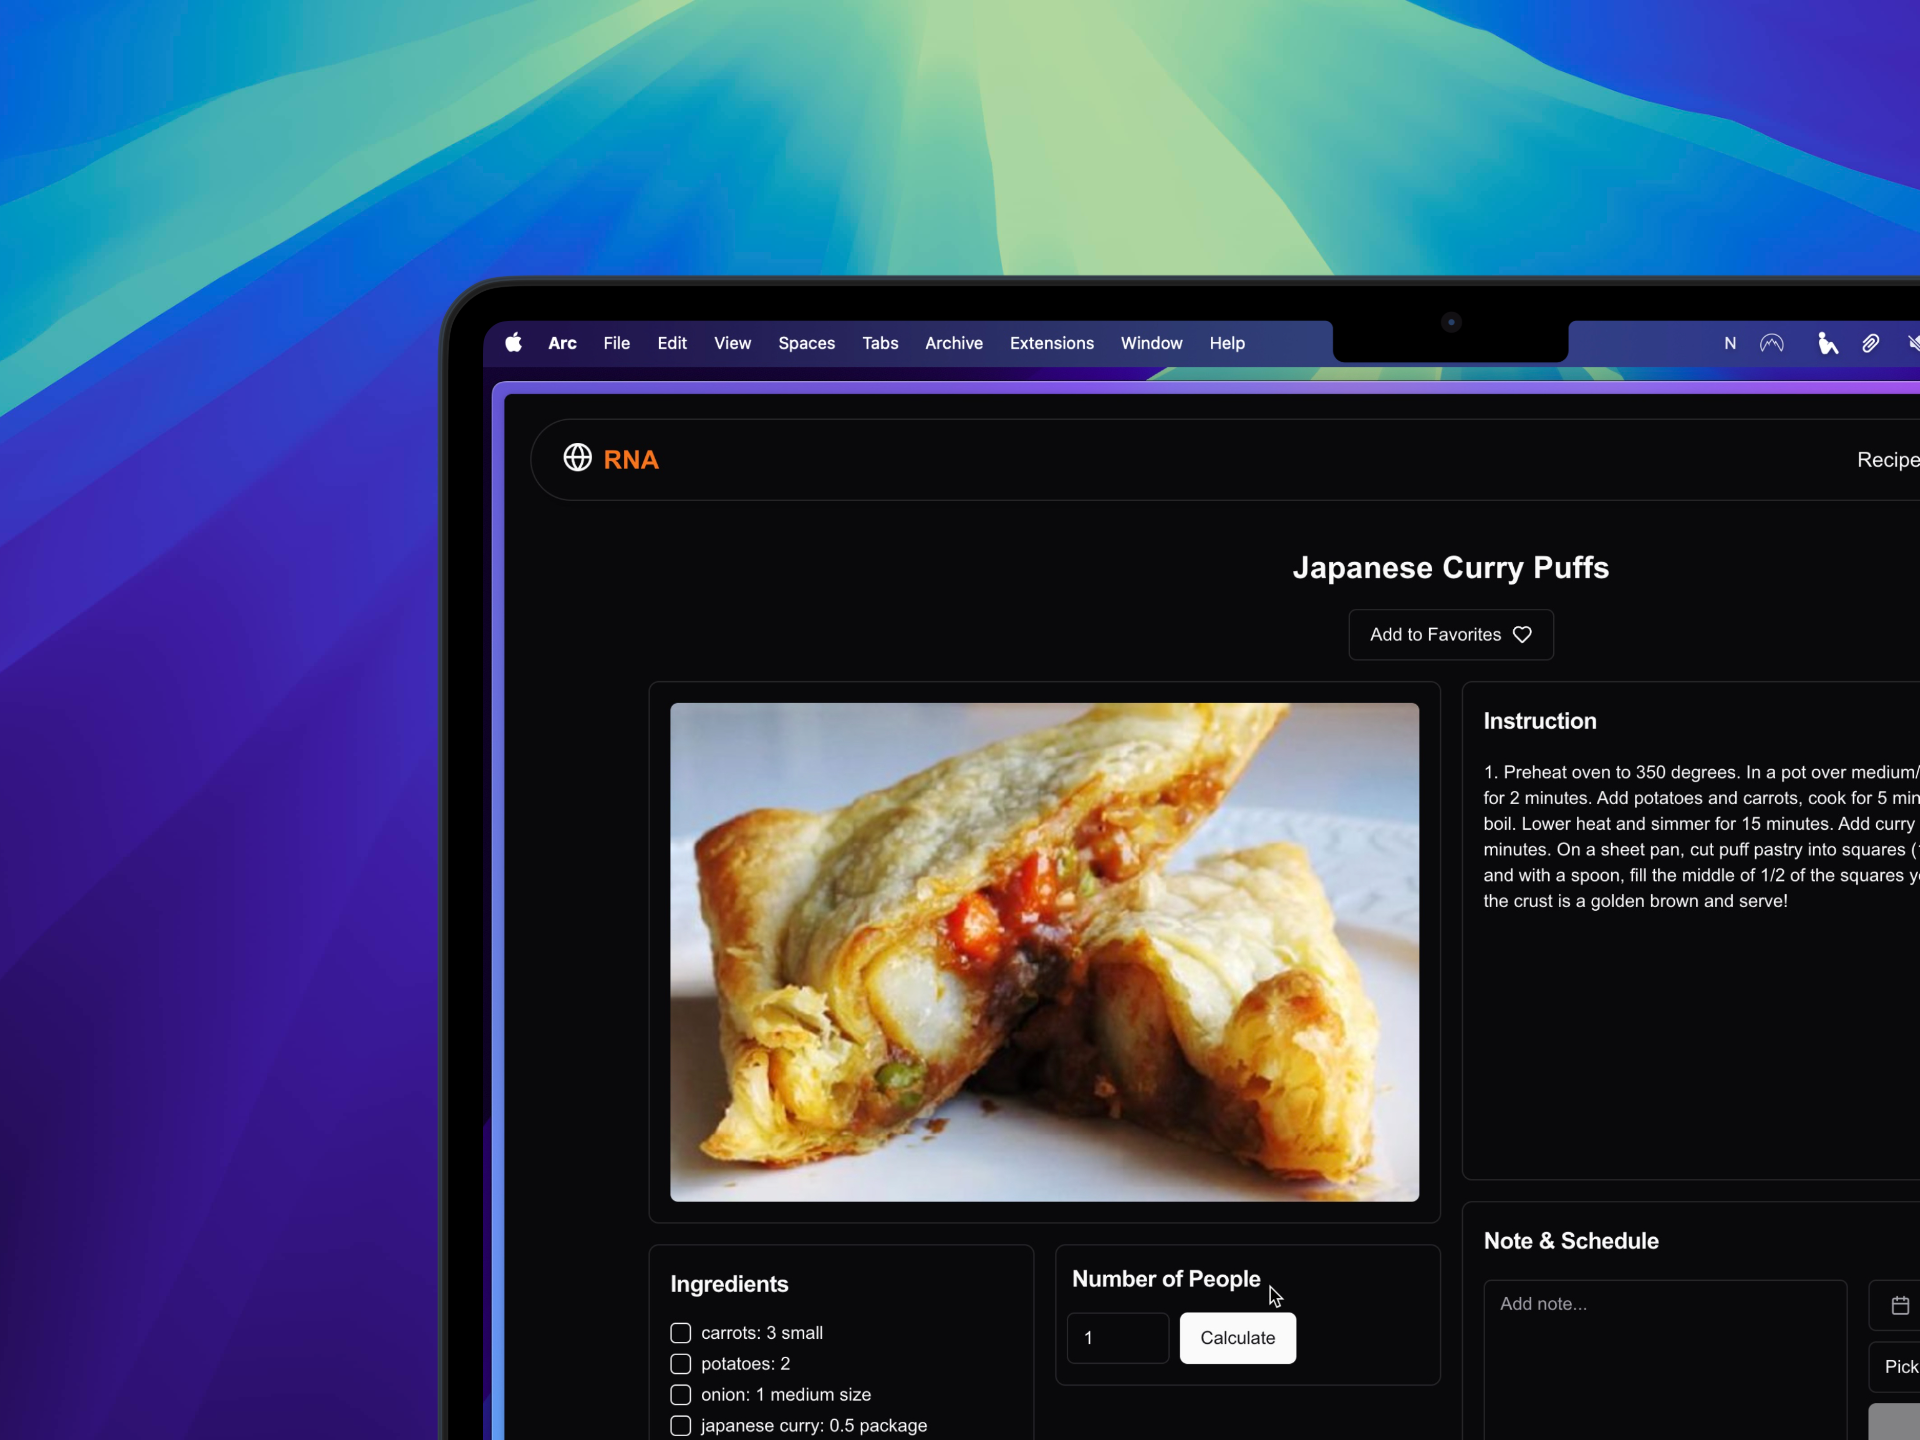 Arc File Edit View Spaces Tabs Archive Extensions Window Help N
RNA
Japanese Curry Puffs
Add to Favorites
Instruction
1. Preheat oven to 350 degrees. In a pot over medium/
for 2 minutes. Add potatoes and carrots, cook for 5
boil. Lower heat and simmer for 15 minutes. Add curry
minutes. On a sheet pan, cut puff pastry into squares (
and with a spoon, fill the middle of 1/2 of the squares
the crust is a golden brown and serve!
Ingredients
carrots: 3 small
potatoes: 2
onion: 1 medium size
japanese curry: 0.5 package
Number of People
1
Calculate
Note & Schedule
Add note...
Pick